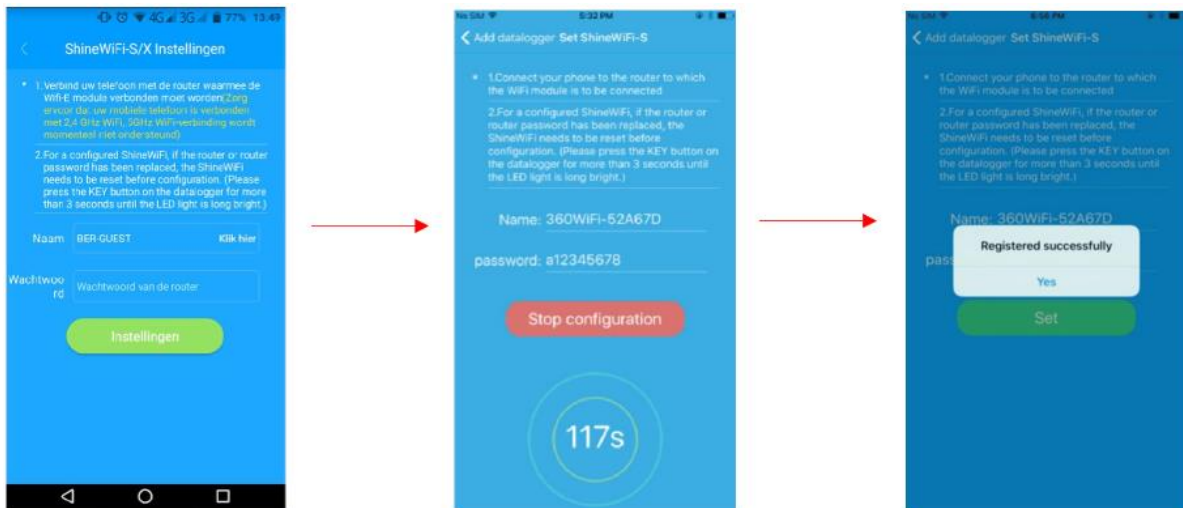 4G 3G 77% 13:49
ShineWiFi-S/X Instellingen
1. Verbind uw telefoon met de router waarmee de
Wifi-E module verbonden moet worden(Zorg
ervoor dat uw mobiele telefoon is verbonden
met 2,4 GHz WiFi, 5GHz WiFi-verbinding wordt
momenteel niet ondersteund)
2.For a configured ShineWiFi, if the router or router
password has been replaced, the ShineWiFi
needs to be reset before configuration. (Please
press the KEY button on the datalogger for more
than 3 seconds until the LED light is long bright.)
Naam BER-GUEST Klik hier
Wachtwoo
rd
Wachtwoord van de router
Instellingen
No SIM 5:32 PM
Add datalogger Set ShineWiFi-S
1.Connect your phone to the router to which
the WiFi module is to be connected
2.For a configured ShineWiFi, if the router or
router password has been replaced, the
ShineWiFi needs to be reset before
configuration. (Please press the KEY button on
the datalogger for more than 3 seconds until
the LED light is long bright.)
Name: 360WiFi-52A67D
password: a12345678
Stop configuration
117s
No SIM 6:56 PM
Add datalogger Set ShineWiFi-S
1.Connect your phone to the router to which
the WiFi module is to be connected
2.For a configured ShineWiFi, if the router or
router password has been replaced, the
ShineWiFi needs to be reset before
configuration. (Please press the KEY button on
the datalogger for more than 3 seconds until
the LED light is long bright.)
Name: 360WiFi-52A67D
pass
Registered successfully
Yes
Set